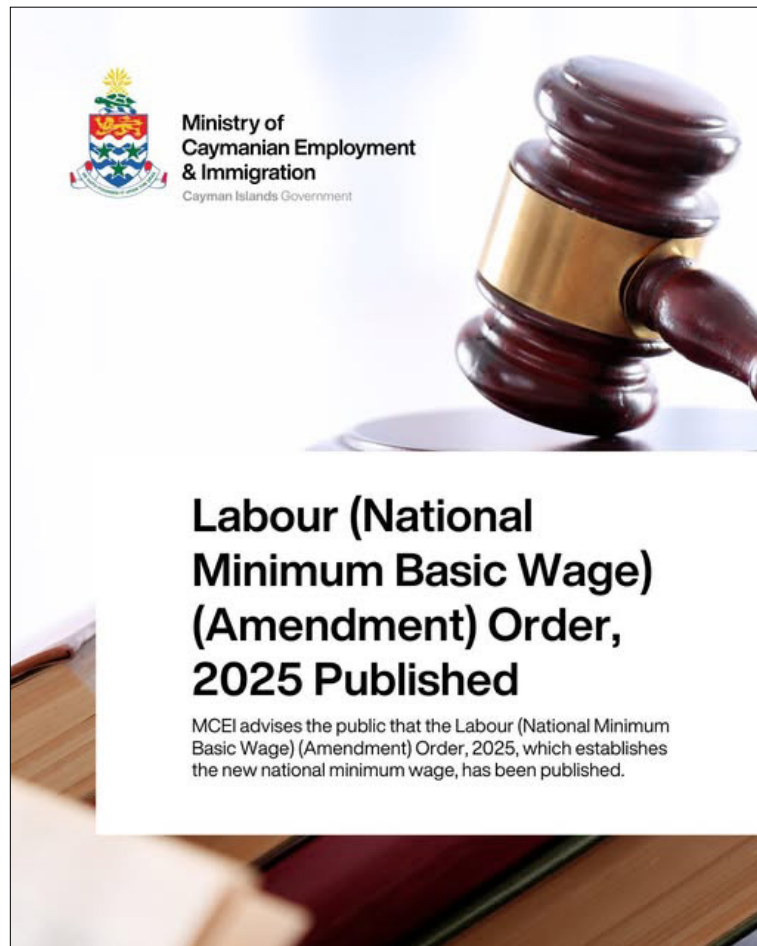 Ministry of
Caymanian Employment
& Immigration
Cayman Islands Government
Labour (National
Minimum Basic Wage)
(Amendment) Order,
2025 Published
MCEI advises the public that the Labour (National Minimum
Basic Wage) (Amendment) Order, 2025, which establishes
the new national minimum wage, has been published.